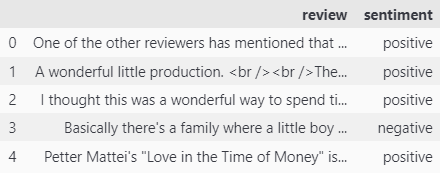 review sentiment
0 One of the other reviewers has mentioned that ... positive
1 A wonderful little production. <br /><br />The... positive
2 I thought this was a wonderful way to spend ti... positive
3 Basically there's a family where a little boy ... negative
4 Petter Mattei's "Love in the Time of Money" is... positive